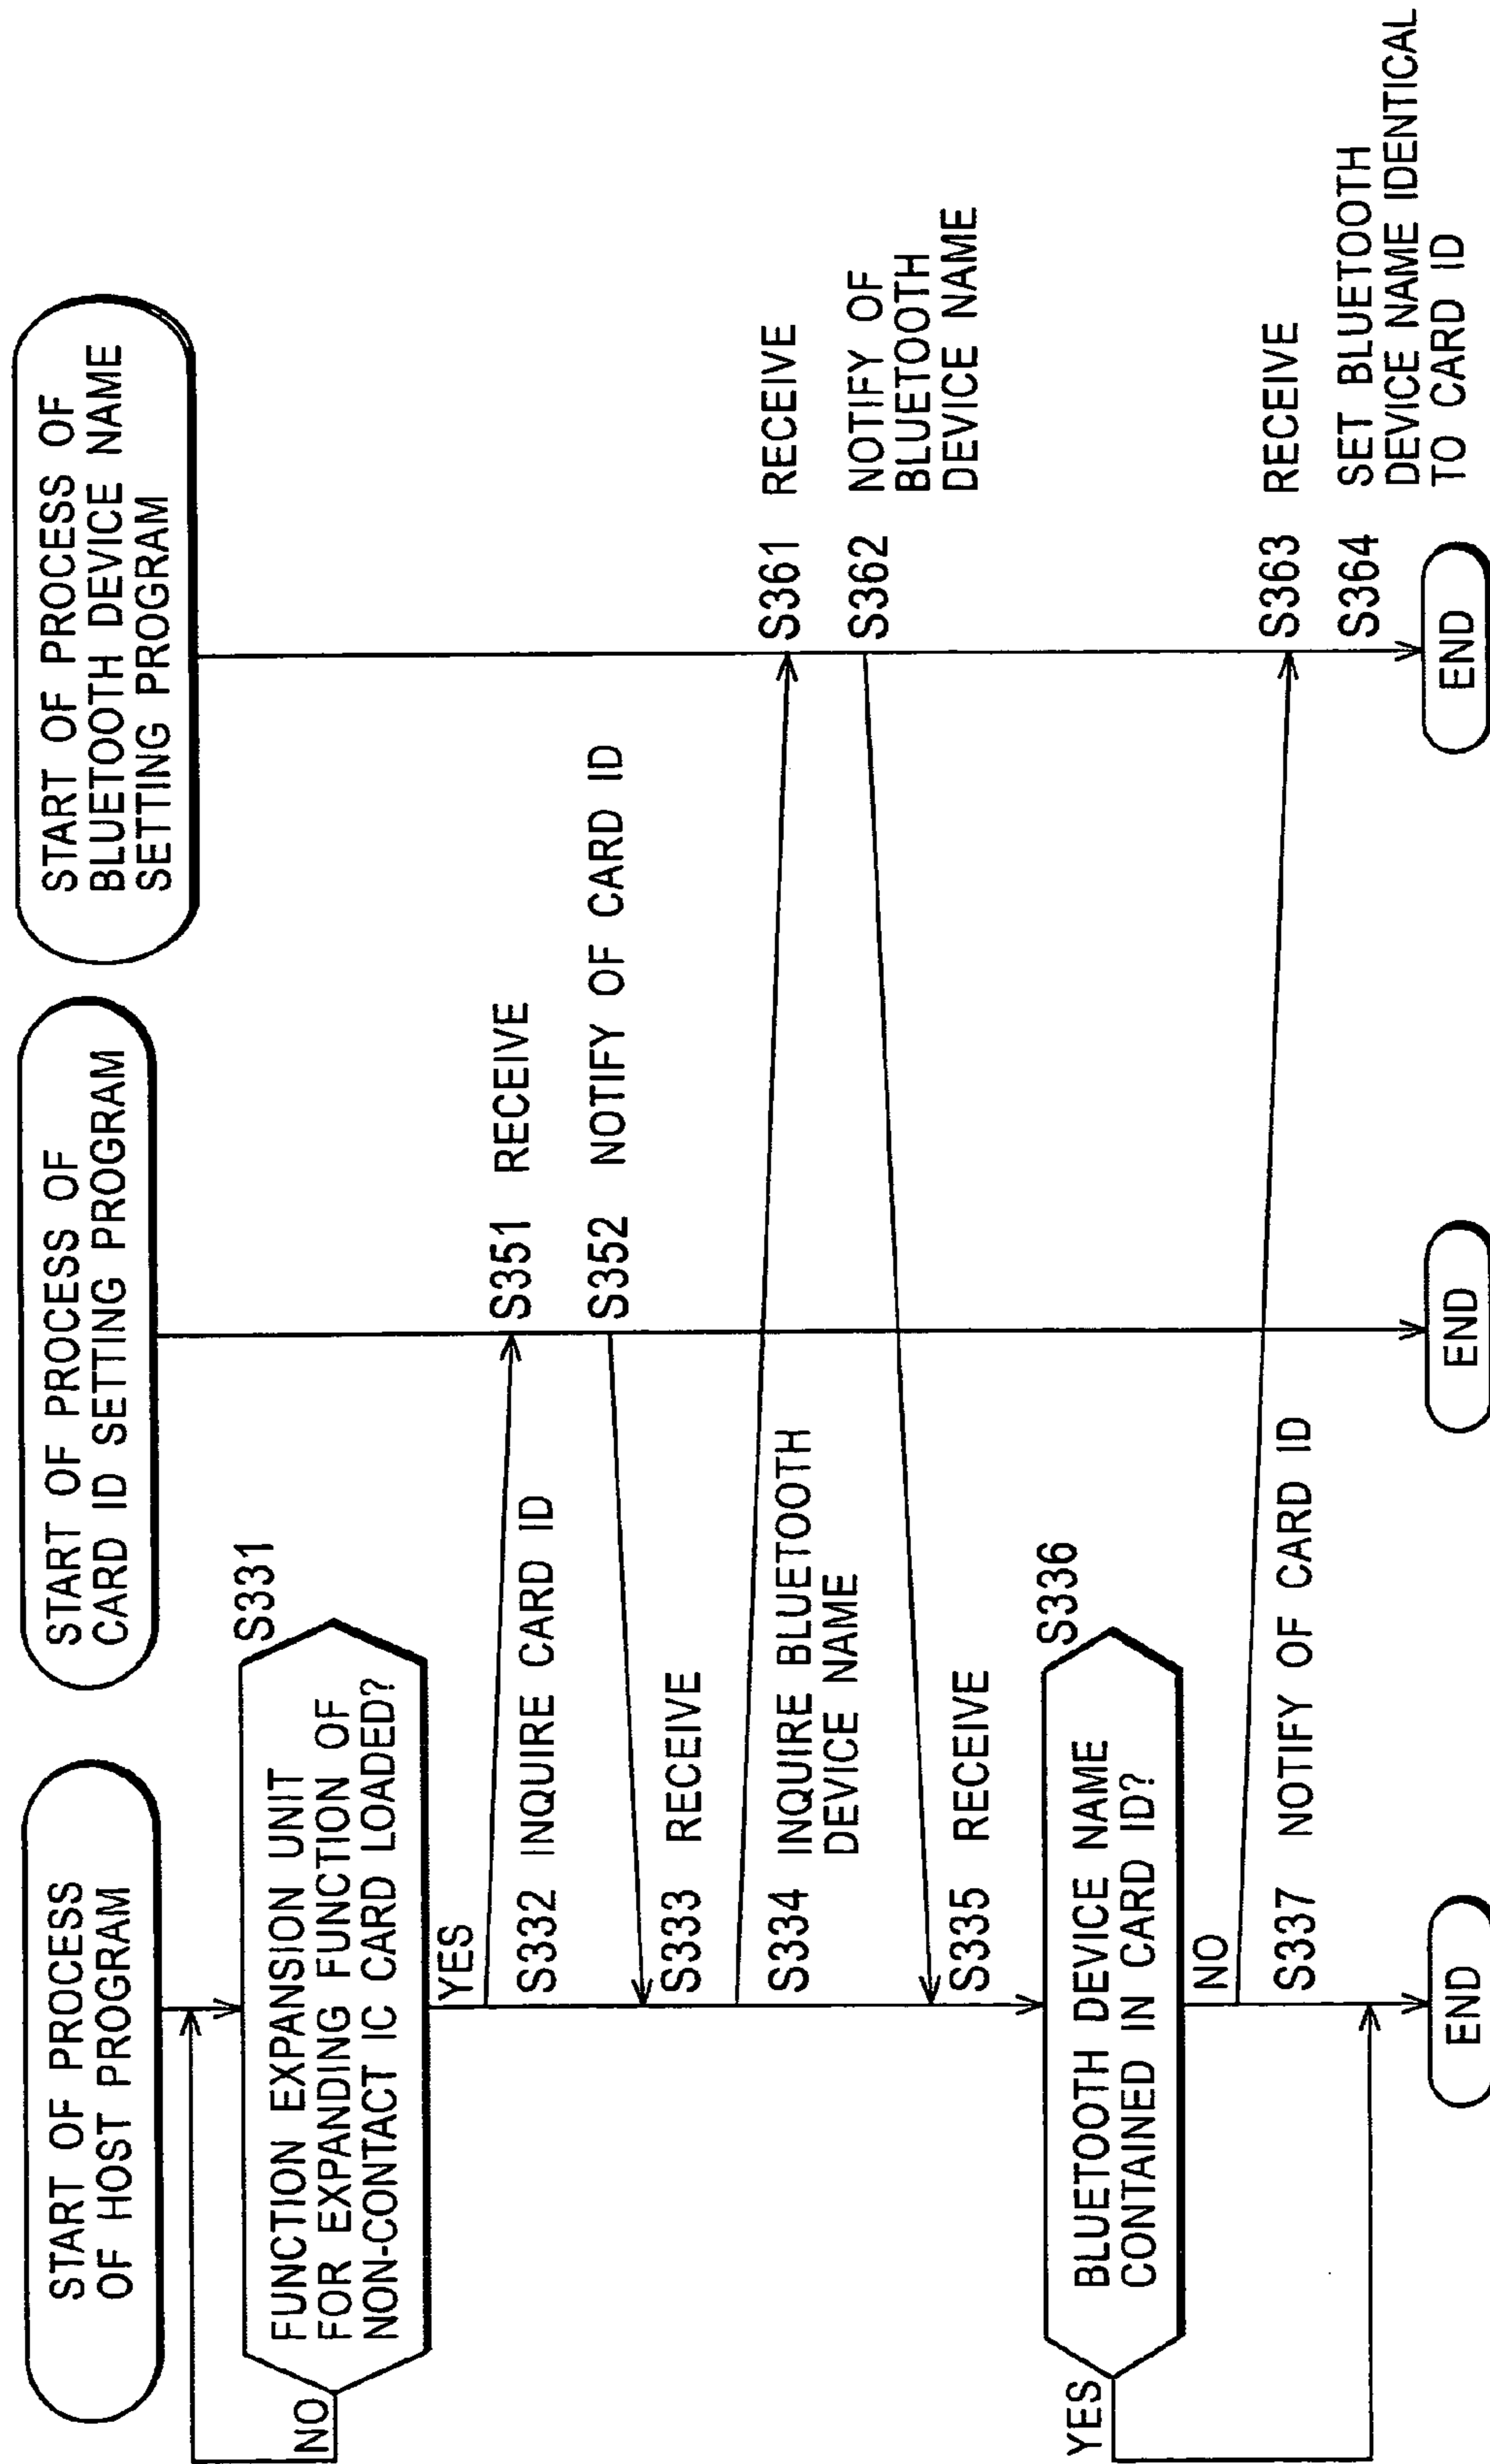 START OF PROCESS
OF HOST PROGRAM
START OF PROCESS OF
CARD ID SETTING PROGRAM
START OF PROCESS OF
BLUETOOTH DEVICE NAME
SETTING PROGRAM
S331
FUNCTION EXPANSION UNIT
FOR EXPANDING FUNCTION OF
NON-CONTACT IC CARD LOADED?
NO
YES
S332 INQUIRE CARD ID
S351 RECEIVE
S352 NOTIFY OF CARD ID
S333 RECEIVE
S334 INQUIRE BLUETOOTH
DEVICE NAME
S361 RECEIVE
S362 NOTIFY OF
BLUETOOTH
DEVICE NAME
S335 RECEIVE
S336
BLUETOOTH DEVICE NAME
CONTAINED IN CARD ID?
YES
NO
S337 NOTIFY OF CARD ID
S363 RECEIVE
S364 SET BLUETOOTH
DEVICE NAME IDENTICAL
TO CARD ID
END
END
END